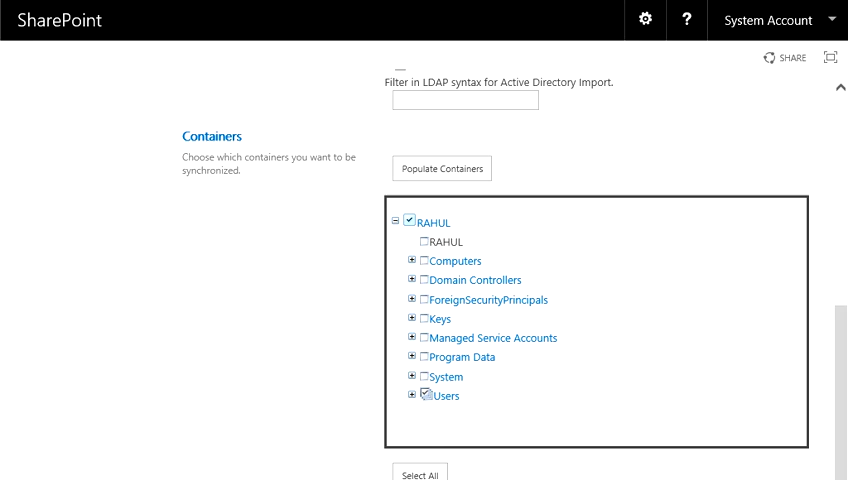 SharePoint
? System Account
SHARE
Filter in LDAP syntax for Active Directory Import.
Containers
Choose which containers you want to be
synchronized.
Populate Containers
RAHUL
RAHUL
Computers
Domain Controllers
ForeignSecurityPrincipals
Keys
Managed Service Accounts
Program Data
System
Users
Select All